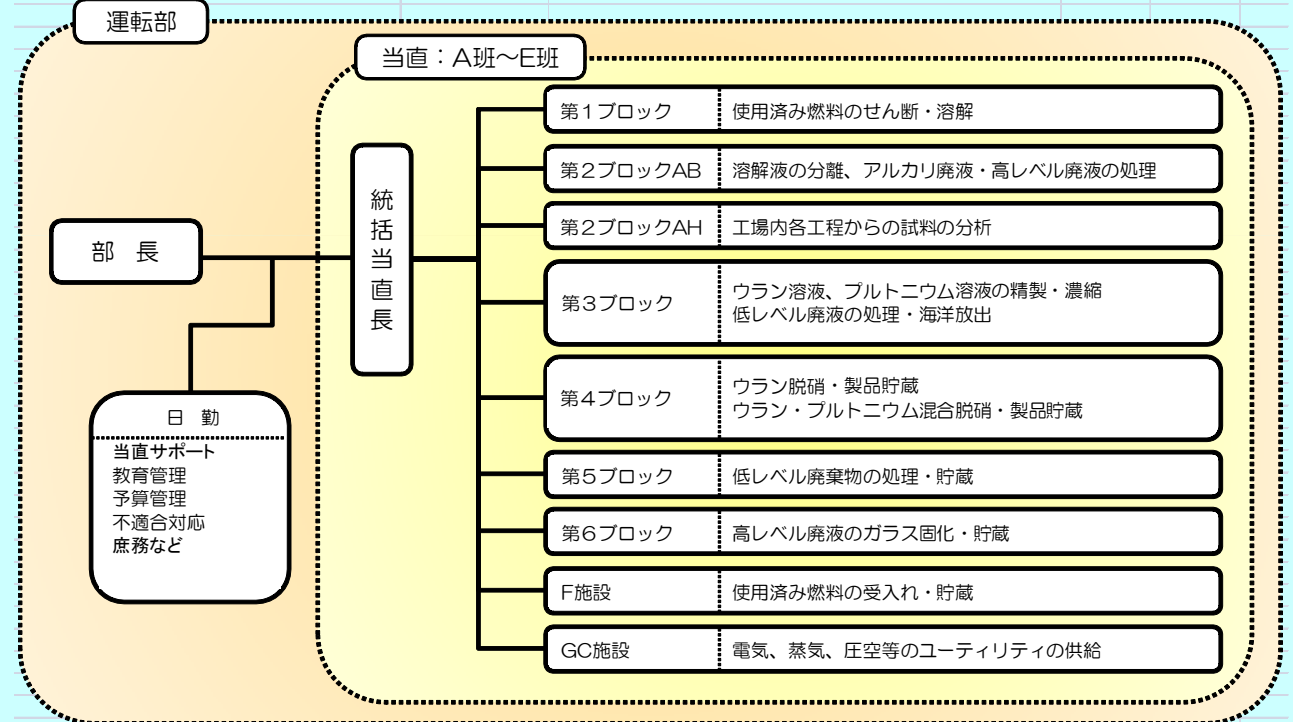 運転部
当直：A班～E班
第1ブロック 使用済み燃料のせん断・溶解
第2ブロックAB 溶解液の分離、アルカリ廃液・高レベル廃液の処理
第2ブロックAH 工場内各工程からの試料の分析
第3ブロック ウラン溶液、プルトニウム溶液の精製・濃縮
低レベル廃液の処理・海洋放出
第4ブロック ウラン脱硝・製品貯蔵
ウラン・プルトニウム混合脱硝・製品貯蔵
第5ブロック 低レベル廃棄物の処理・貯蔵
第6ブロック 高レベル廃液のガラス固化・貯蔵
F施設 使用済み燃料の受入れ・貯蔵
GC施設 電気、蒸気、圧空等のユーティリティの供給
統括当直長
部 長
日 勤
当直サポート
教育管理
予算管理
不適合対応
庶務など